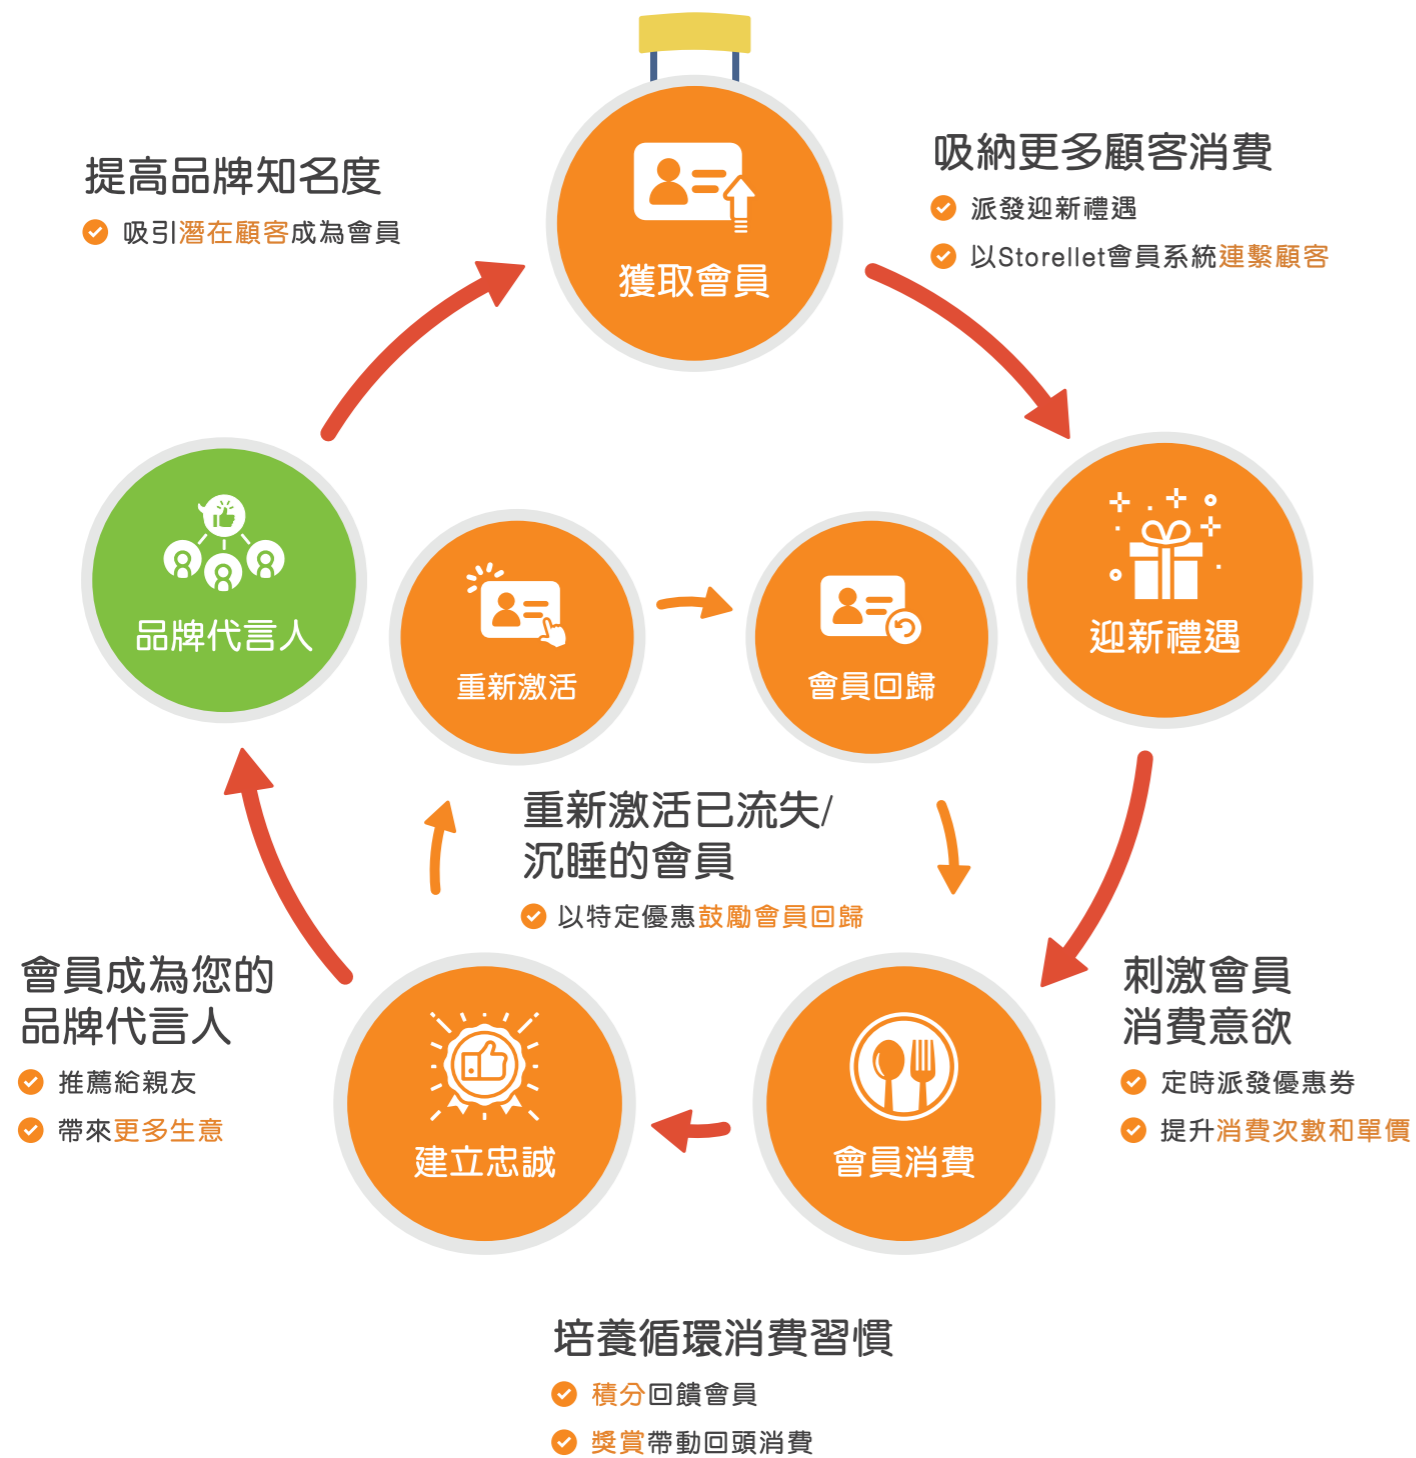 提高品牌知名度
吸引潛在顧客成為會員
獲取會員
吸納更多顧客消費
派發迎新禮遇
以Storellet會員系統連繫顧客
品牌代言人
重新激活
會員回歸
迎新禮遇
重新激活已流失/
沉睡的會員
以特定優惠鼓勵會員回歸
會員成為您的
品牌代言人
推薦給親友
帶來更多生意
建立忠誠
會員消費
刺激會員
消費意欲
定時派發優惠券
提升消費次數和單價
培養循環消費習慣
積分回饋會員
獎賞帶動回頭消費